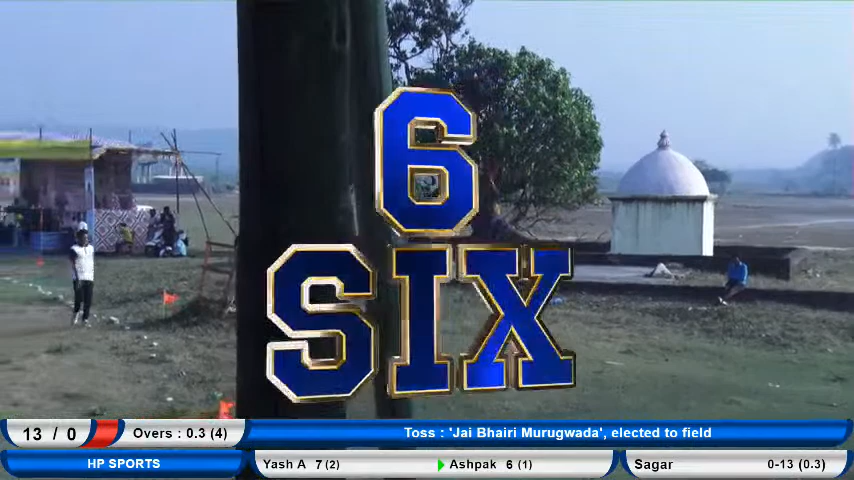 6
SIX
13 / 0 Overs : 0.3 (4) Toss : 'Jai Bhairi Murugwada', elected to field
HP SPORTS Yash A 7 (2) Ashpak 6 (1) Sagar 0-13 (0.3)